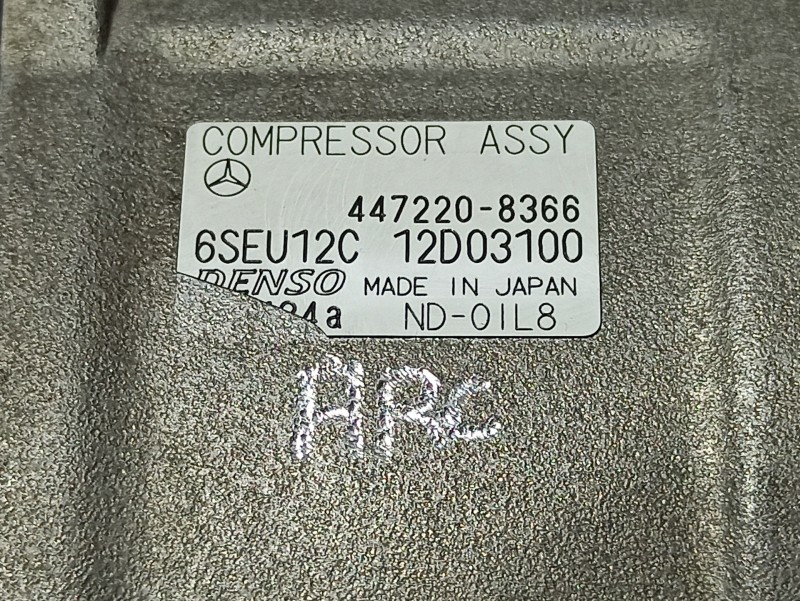 COMPRESSOR ASSY
447220-8366
6SEU12C 12D03100
DENSO MADE IN JAPAN
ND-OIL8
ARC